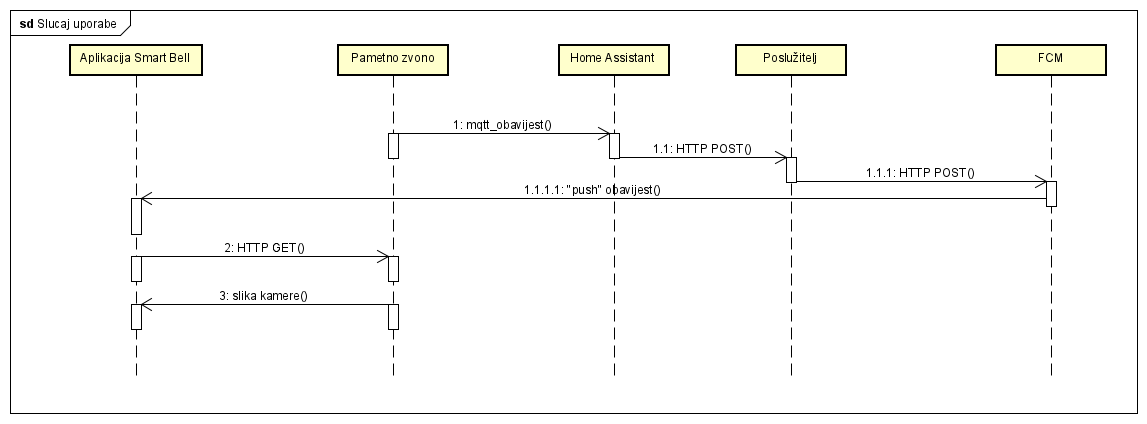 sd Slucaj uporabe
Aplikacija Smart Bell
Pametno zvono
Home Assistant
Poslužitelj
FCM
1: mqtt_obavijest()
1.1: HTTP POST()
1.1.1: HTTP POST()
1.1.1.1: "push" obavijest()
2: HTTP GET()
3: slika kamere()